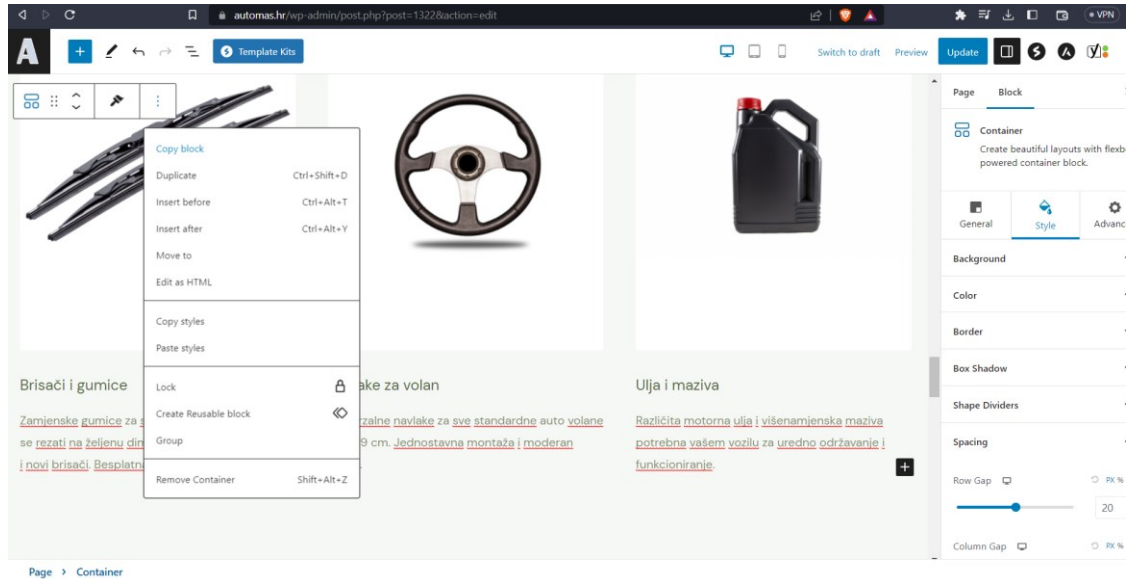 automas.hr/wp-admin/post.php?post=1322&action=edit
VPN
A
Template Kits
Switch to draft Preview Update
Page Block
Container
Create beautiful layouts with
powered container block.
General Style
Background
Color
Border
Box Shadow
Shape Dividers
Spacing
Row Gap PX %
20
Column Gap PX %
Copy block
Duplicate Ctrl+Shift+D
Insert before Ctrl+Alt+T
Insert after Ctrl+Alt+Y
Move to
Edit as HTML
Copy styles
Paste styles
Lock
Create Reusable block
Group
Remove Container Shift+Alt+Z
Brisači i gumice
Zamjenske gumice za
se rezati na željenu
i novi brisači.
za volan
navlake za sve standardne auto volane
9 cm. Jednostavna montaža i moderan
Ulja i maziva
Različita motorna ulja i višenamjenska maziva
potrebna vašem vozilu za uredno održavanje i
funkcioniranje.
Page > Container